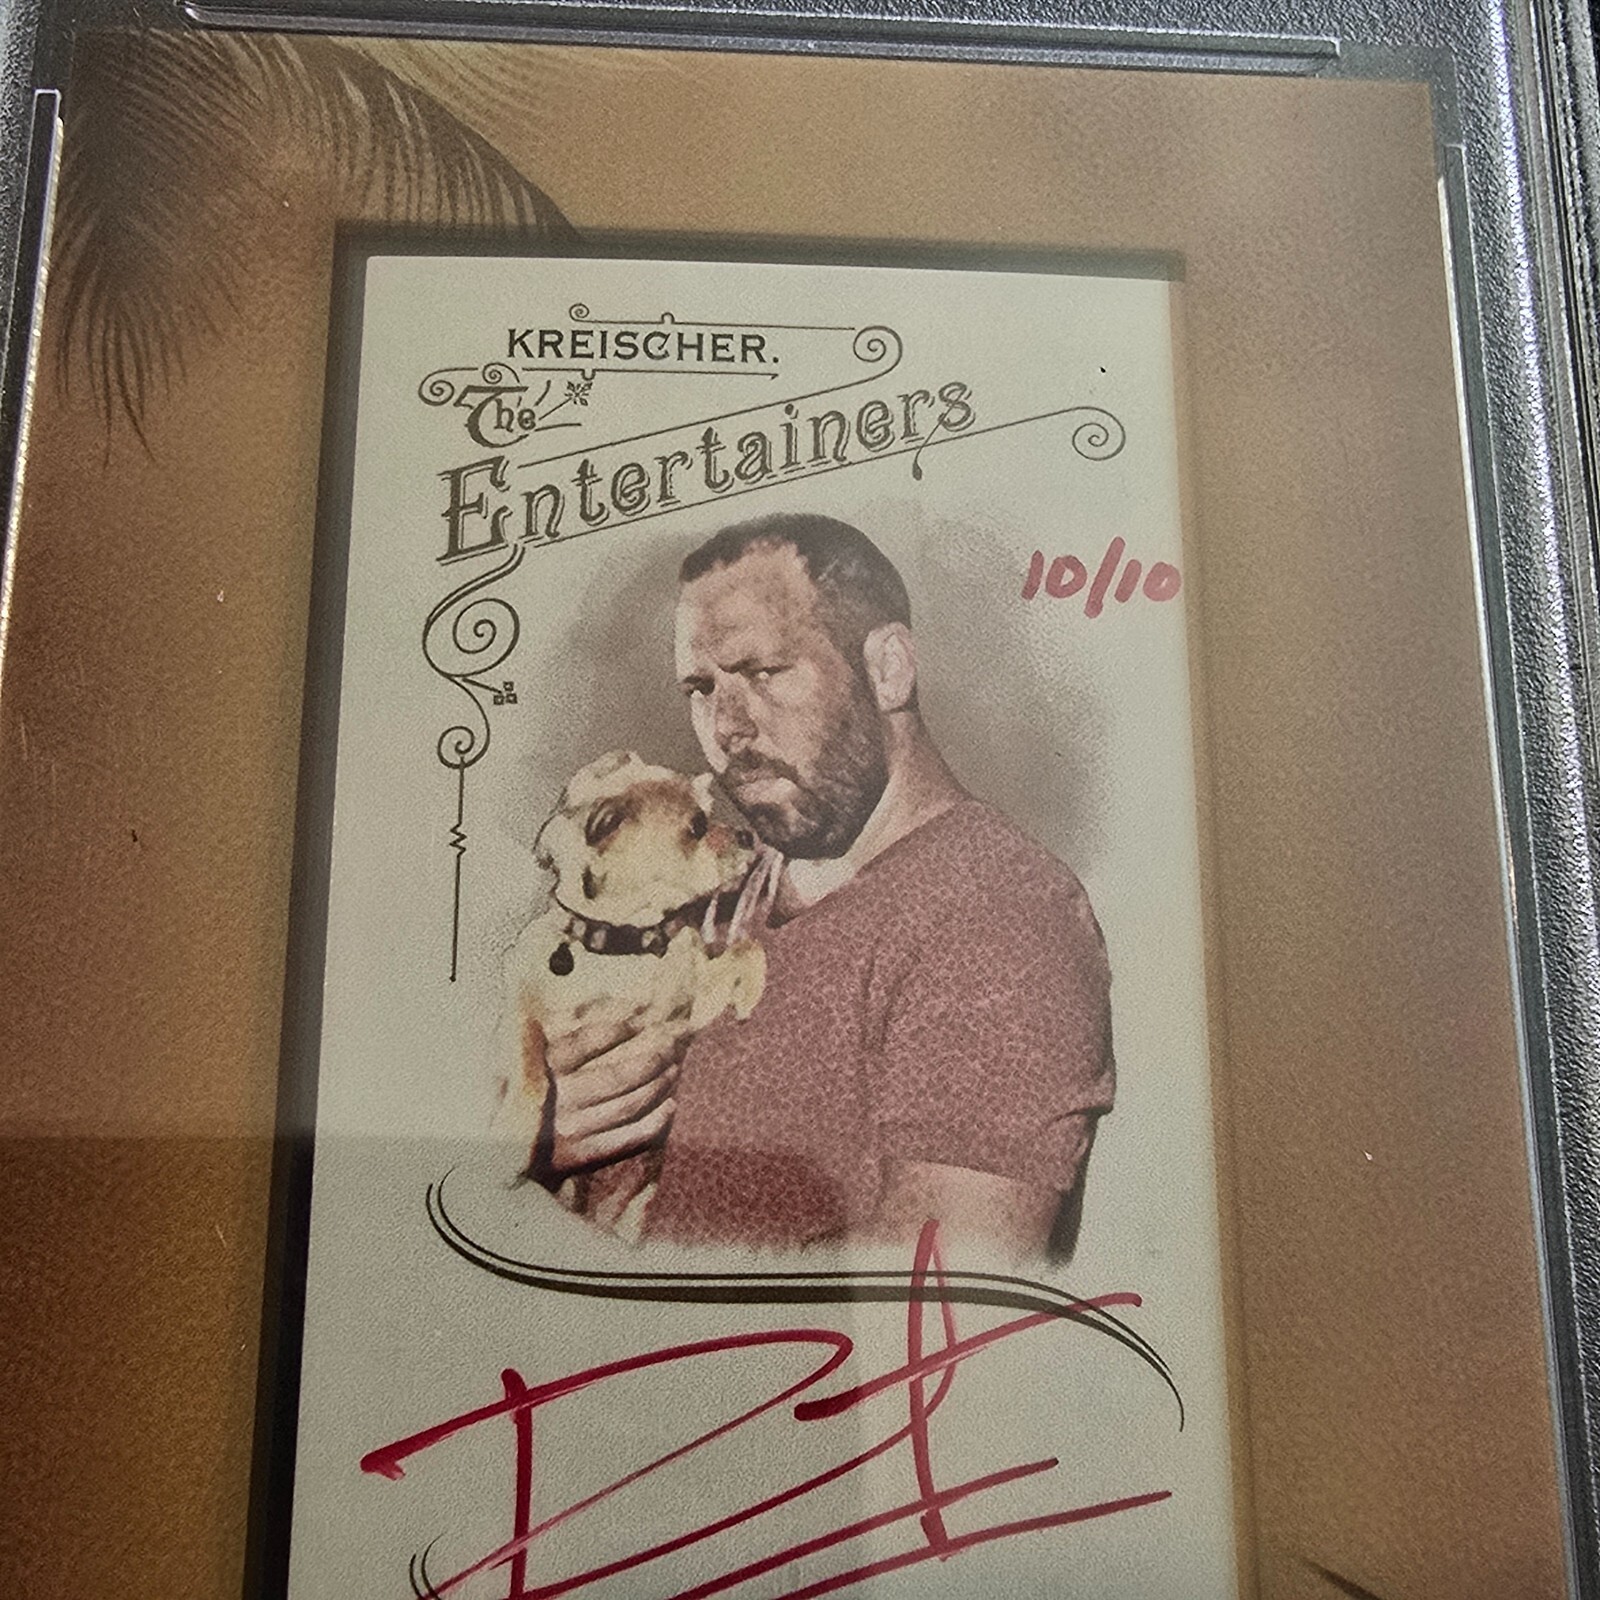 KREISCHER.
The
Entertainers
10/10